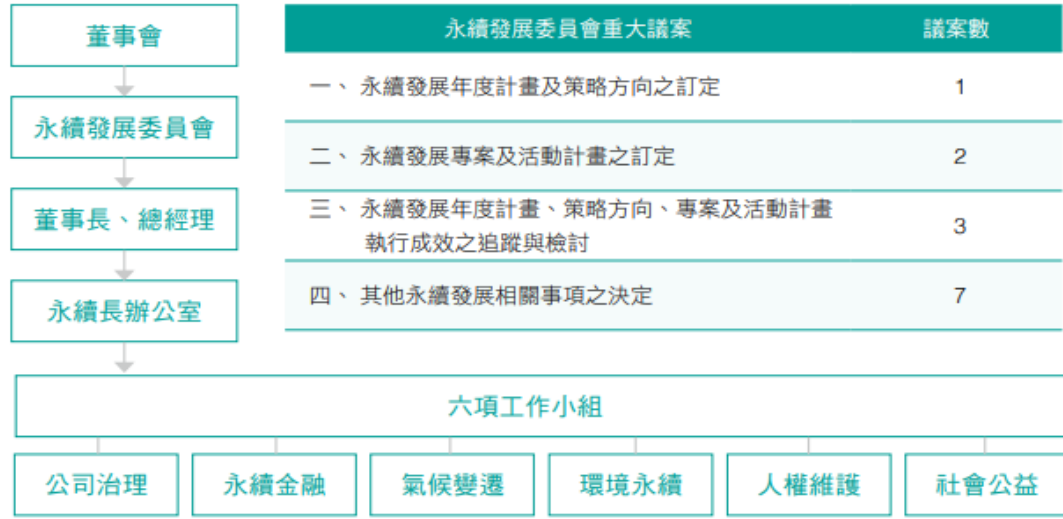 董事會
永續發展委員會
董事長、總經理
永續長辦公室
永續發展委員會重大議案 議案數
一、 永續發展年度計畫及策略方向之訂定 1
二、 永續發展專案及活動計畫之訂定 2
三、 永續發展年度計畫、策略方向、專案及活動計畫
執行成效之追蹤與檢討 3
四、 其他永續發展相關事項之決定 7
六項工作小組
公司治理 永續金融 氣候變遷 環境永續 人權維護 社會公益